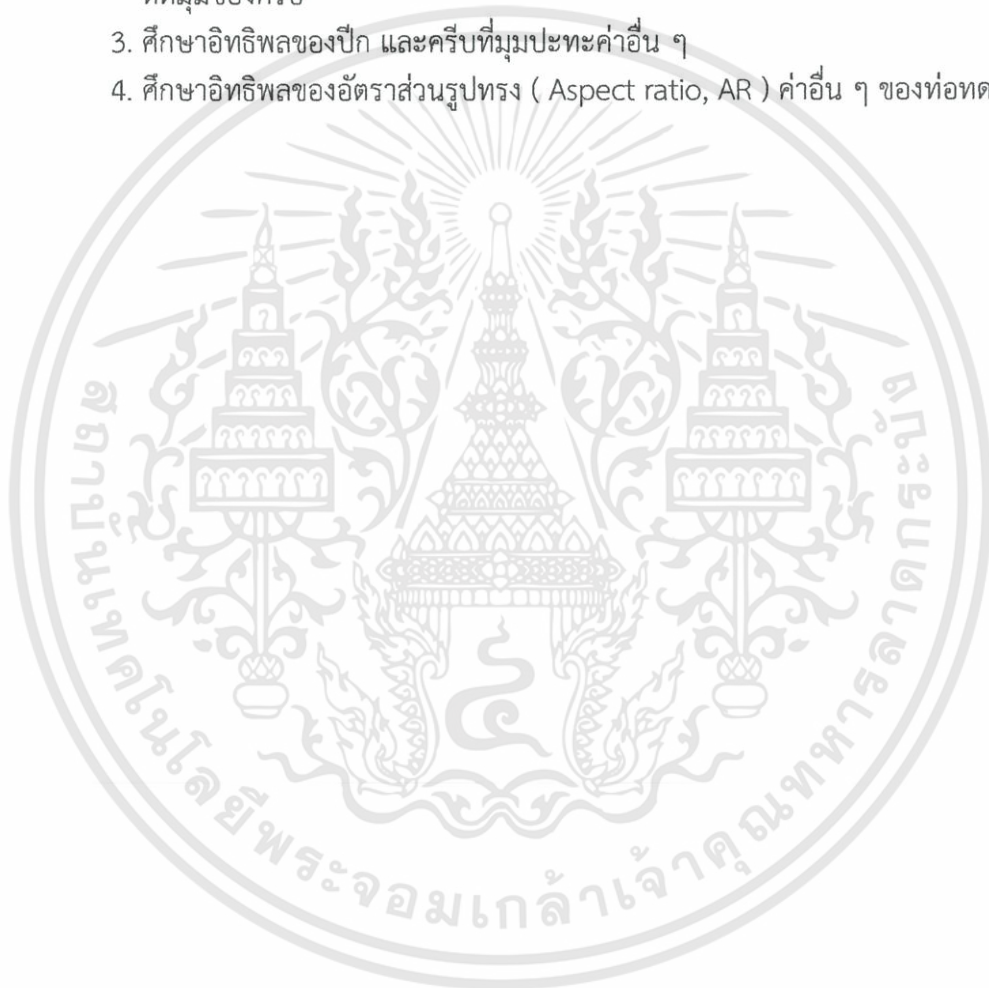 3. ศึกษาอิทธิพลของปีก และครีบที่มุมปะทะค่าอื่น ๆ
4. ศึกษาอิทธิพลของอัตราส่วนรูปทรง ( Aspect ratio, AR ) ค่าอื่น ๆ ของท่อทด
สถาบันเทคโนโลยีพระจอมเกล้าเจ้าคุณทหารลาดกระบัง
๔